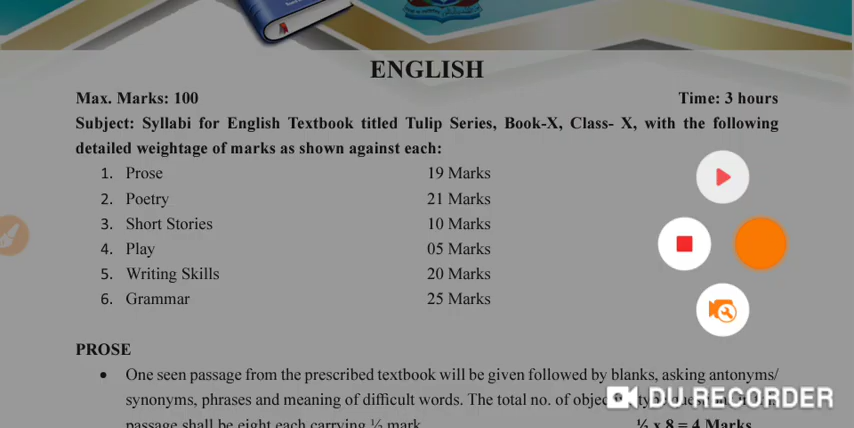 ENGLISH
Max. Marks: 100 Time: 3 hours
Subject: Syllabi for English Textbook titled Tulip Series, Book-X, Class- X, with the following
detailed weightage of marks as shown against each:
1. Prose 19 Marks
2. Poetry 21 Marks
3. Short Stories 10 Marks
4. Play 05 Marks
5. Writing Skills 20 Marks
6. Grammar 25 Marks
PROSE
• One seen passage from the prescribed textbook will be given followed by blanks, asking antonyms/
synonyms, phrases and meaning of difficult words. The total no. of
passage shall be eight each carrying ½ mark. ½ x 8 = 4 Marks
DU RECORDER